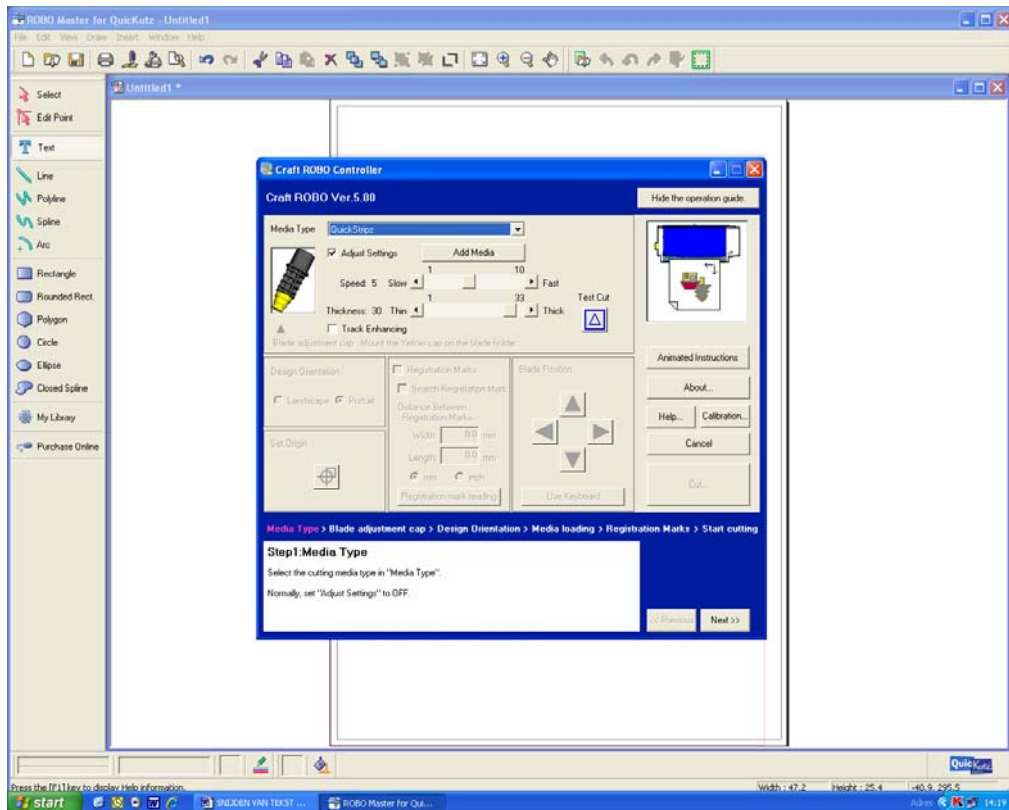 ROBO Master for QuicKutz - Untitled1
File Edit View Draw Insert Window Help
Untitled1 *
Select
Edit Point
Text
Line
Polyline
Spline
Arc
Rectangle
Rounded Rect.
Polygon
Circle
Ellipse
Closed Spline
My Library
Purchase Online
Craft ROBO Controller
Craft ROBO Ver.5.00
Hide the operation guide.
Media Type QuickStripz
Adjust Settings Add Media
1 10
Speed: 5 Slow Fast
1 33
Thickness: 30 Thin Thick
Test Cut
Track Enhancing
Blade adjustment cap : Mount the Yellow cap on the blade holder.
Design Orientation
Landscape Portrait
Set Origin
Registration Marks
Search Registration Mark
Distance Between
Registration Marks
Width: 0.0 mm
Length: 0.0 mm
mm inch
Registration mark reading
Blade Position
Use Keyboard
Animated Instructions
About...
Help... Calibration...
Cancel
Cut...
Media Type > Blade adjustment cap > Design Orientation > Media loading > Registration Marks > Start cutting
Step1:Media Type
Select the cutting media type in "Media Type".
Normally, set "Adjust Settings" to OFF.
<< Previous Next >>
QuicKutz
Press the [F1] key to display Help information.
Width : 47.2 Height : 25.4 -40.9, 295.5
start SNIJDEN VAN TEKST ... ROBO Master for Qui... Adres 14:19